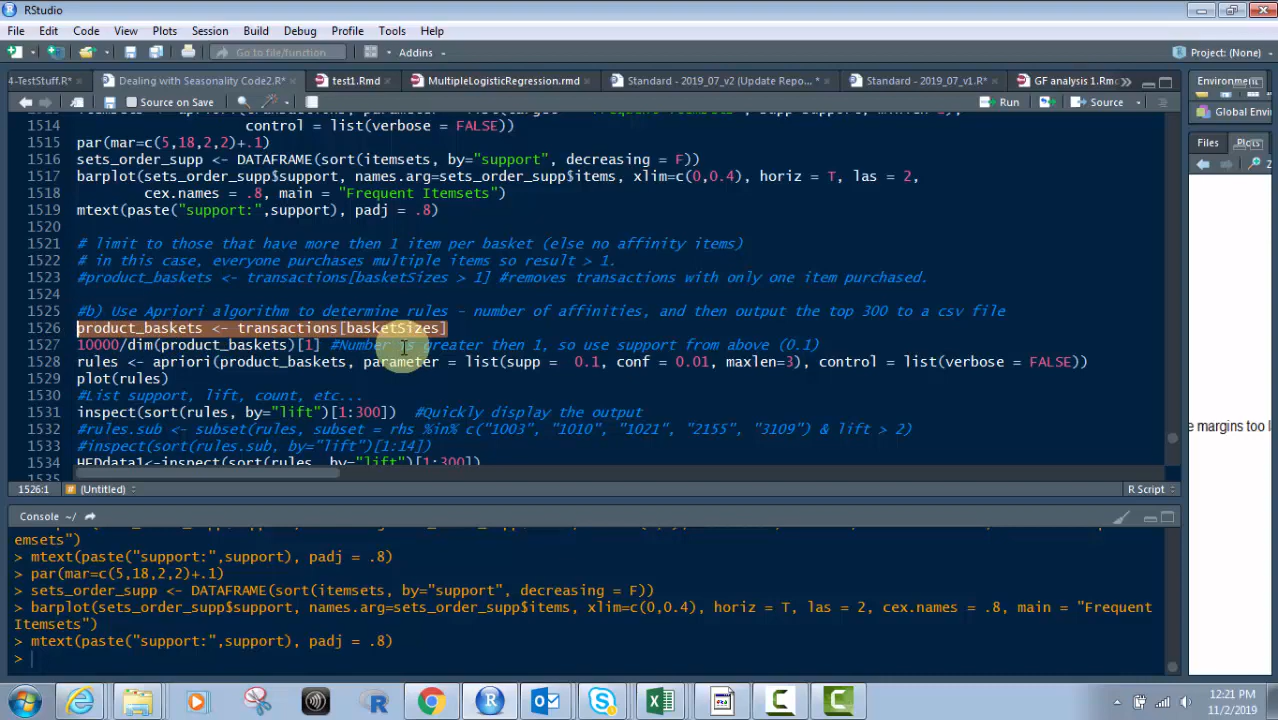 RStudio
File Edit Code View Plots Session Build Debug Profile Tools Help
Go to file/function Addins Project: (None)
4-TestStuff.R* Dealing with Seasonality Code2.R* test1.Rmd MultipleLogisticRegression.rmd Standard - 2019_07_v2 (Update Repo... * Standard - 2019_07_v1.R* GF analysis 1.Rmd Environment
Source on Save Run Source Global Envi
1514 control = list(verbose = FALSE))
1515 par(mar=c(5,18,2,2)+.1)
1516 sets_order_supp <- DATAFRAME(sort(itemsets, by="support", decreasing = F))
1517 barplot(sets_order_supp$support, names.arg=sets_order_supp$items, xlim=c(0,0.4), horiz = T, las = 2,
1518 cex.names = .8, main = "Frequent Itemsets")
1519 mtext(paste("support:",support), padj = .8)
1520
1521 # limit to those that have more then 1 item per basket (else no affinity items)
1522 # in this case, everyone purchases multiple items so result > 1.
1523 #product_baskets <- transactions[basketSizes > 1] #removes transactions with only one item purchased.
1524
1525 #b) Use Apriori algorithm to determine rules - number of affinities, and then output the top 300 to a csv file
1526 product_baskets <- transactions[basketSizes]
1527 10000/dim(product_baskets)[1] #Number is greater then 1, so use support from above (0.1)
1528 rules <- apriori(product_baskets, parameter = list(supp = 0.1, conf = 0.01, maxlen=3), control = list(verbose = FALSE))
1529 plot(rules)
1530 #List support, lift, count, etc...
1531 inspect(sort(rules, by="lift")[1:300]) #Quickly display the output
1532 #rules.sub <- subset(rules, subset = rhs %in% c("1003", "1010", "1021", "2155", "3109") & lift > 2)
1533 #inspect(sort(rules.sub, by="lift")[1:14])
1534 HEDdata1<-inspect(sort(rules, by="lift")[1:300])
1535
Files Plots
Z
e margins too l
1526:1 # (Untitled) R Script
Console ~/
emsets")
> mtext(paste("support:",support), padj = .8)
> par(mar=c(5,18,2,2)+.1)
> sets_order_supp <- DATAFRAME(sort(itemsets, by="support", decreasing = F))
> barplot(sets_order_supp$support, names.arg=sets_order_supp$items, xlim=c(0,0.4), horiz = T, las = 2, cex.names = .8, main = "Frequent
Itemsets")
> mtext(paste("support:",support), padj = .8)
>
12:21 PM
11/2/2019